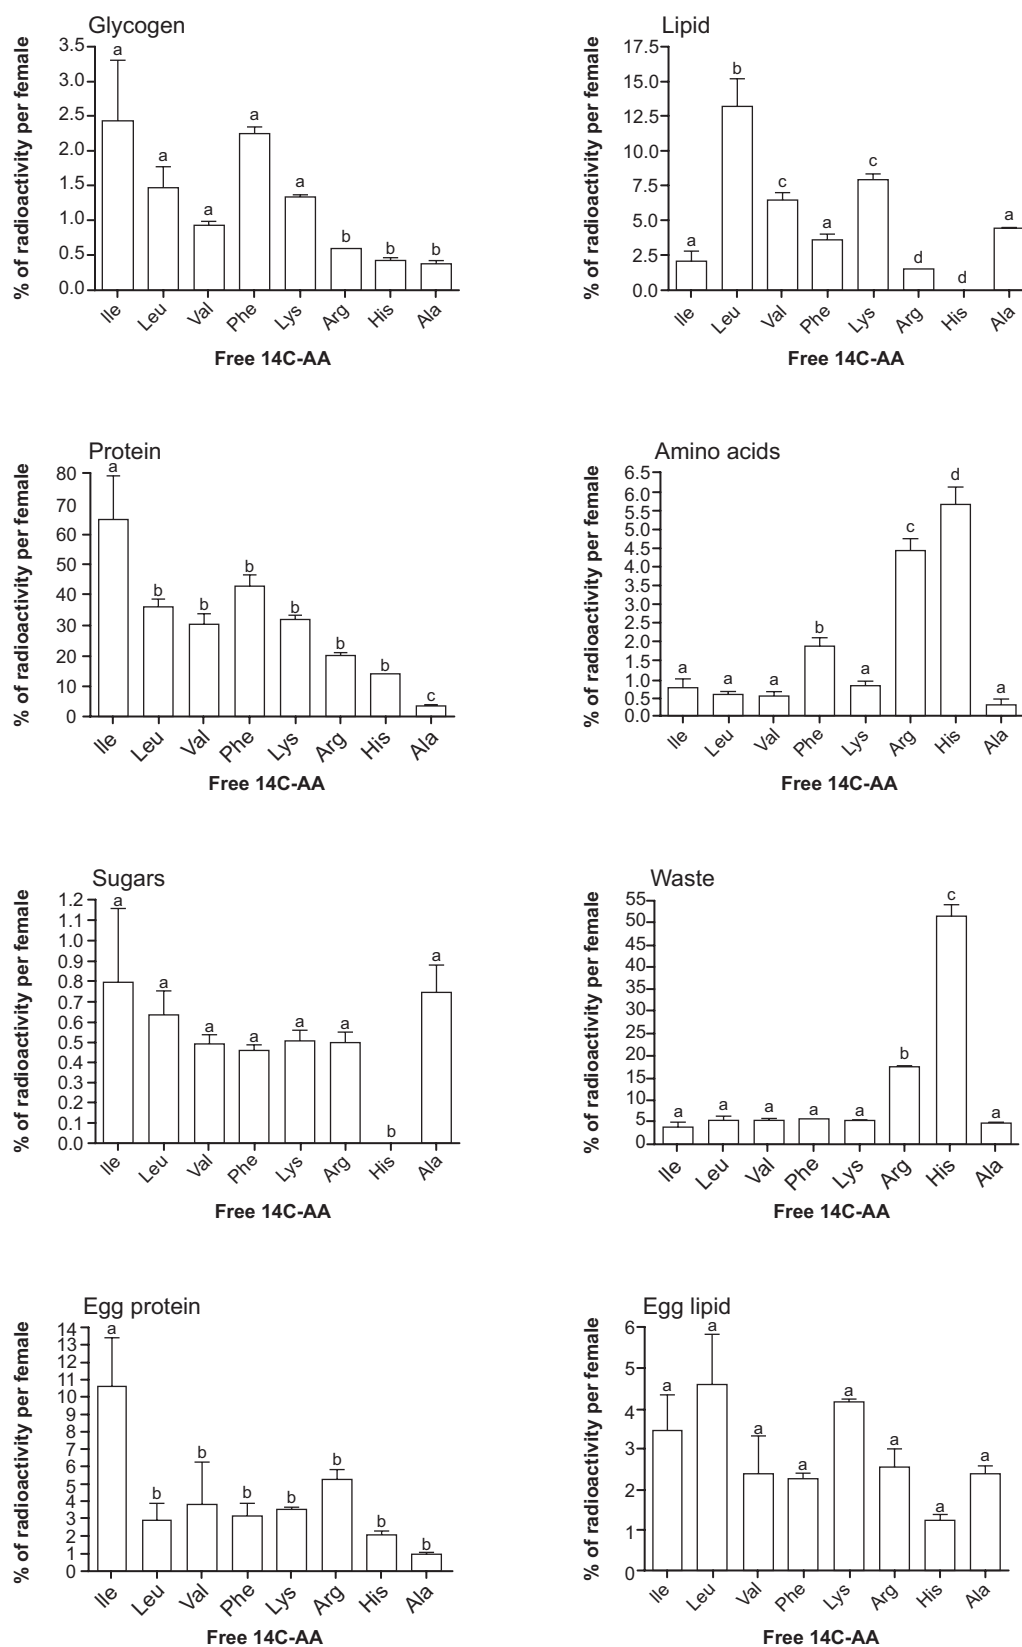 Glycogen
% of radioactivity per female
3.5
3.0
2.5
2.0
1.5
1.0
0.5
0.0
a a a a a b b b
Ile Leu Val Phe Lys Arg His Ala
Free 14C-AA
Lipid
% of radioactivity per female
17.5
15.0
12.5
10.0
7.5
5.0
2.5
0.0
a b c a c d d a
Ile Leu Val Phe Lys Arg His Ala
Free 14C-AA
Protein
% of radioactivity per female
80
70
60
50
40
30
20
10
0
a b b b b b b c
Ile Leu Val Phe Lys Arg His Ala
Free 14C-AA
Amino acids
% of radioactivity per female
6.5
6.0
5.5
5.0
4.5
4.0
3.5
3.0
2.5
2.0
1.5
1.0
0.5
0.0
a a a b a c d a
Ile Leu Val Phe Lys Arg His Ala
Free 14C-AA
Sugars
% of radioactivity per female
1.2
1.1
1.0
0.9
0.8
0.7
0.6
0.5
0.4
0.3
0.2
0.1
0.0
a a a a a a b a
Ile Leu Val Phe Lys Arg His Ala
Free 14C-AA
Waste
% of radioactivity per female
55
50
45
40
35
30
25
20
15
10
5
0
a a a a a b c a
Ile Leu Val Phe Lys Arg His Ala
Free 14C-AA
Egg protein
% of radioactivity per female
14
13
12
11
10
9
8
7
6
5
4
3
2
1
0
a b b b b b b b
Ile Leu Val Phe Lys Arg His Ala
Free 14C-AA
Egg lipid
% of radioactivity per female
6
5
4
3
2
1
0
a a a a a a a a
Ile Leu Val Phe Lys Arg His Ala
Free 14C-AA